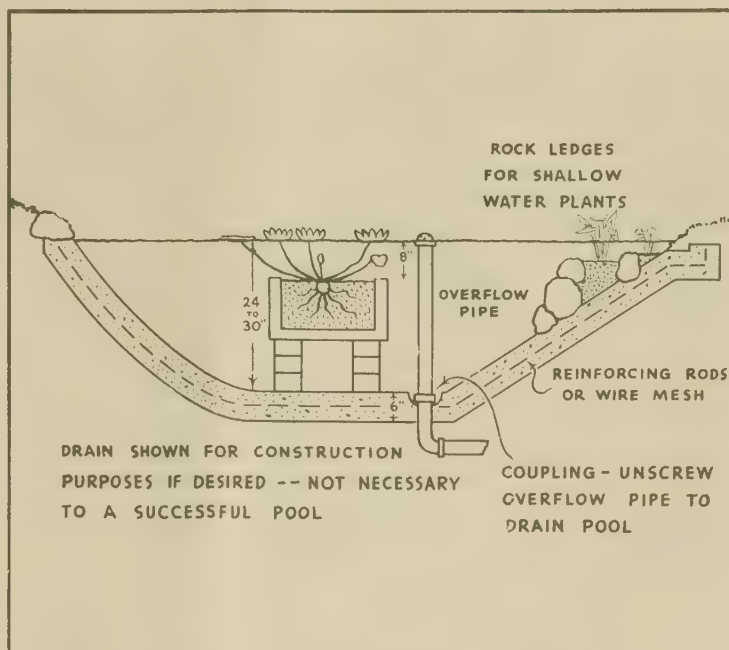 ROCK LEDGES
FOR SHALLOW
WATER PLANTS
8"
24
TO
30"
OVERFLOW
PIPE
REINFORCING RODS
OR WIRE MESH
6"
DRAIN SHOWN FOR CONSTRUCTION
PURPOSES IF DESIRED -- NOT NECESSARY
TO A SUCCESSFUL POOL
COUPLING - UNSCREW
OVERFLOW PIPE TO
DRAIN POOL